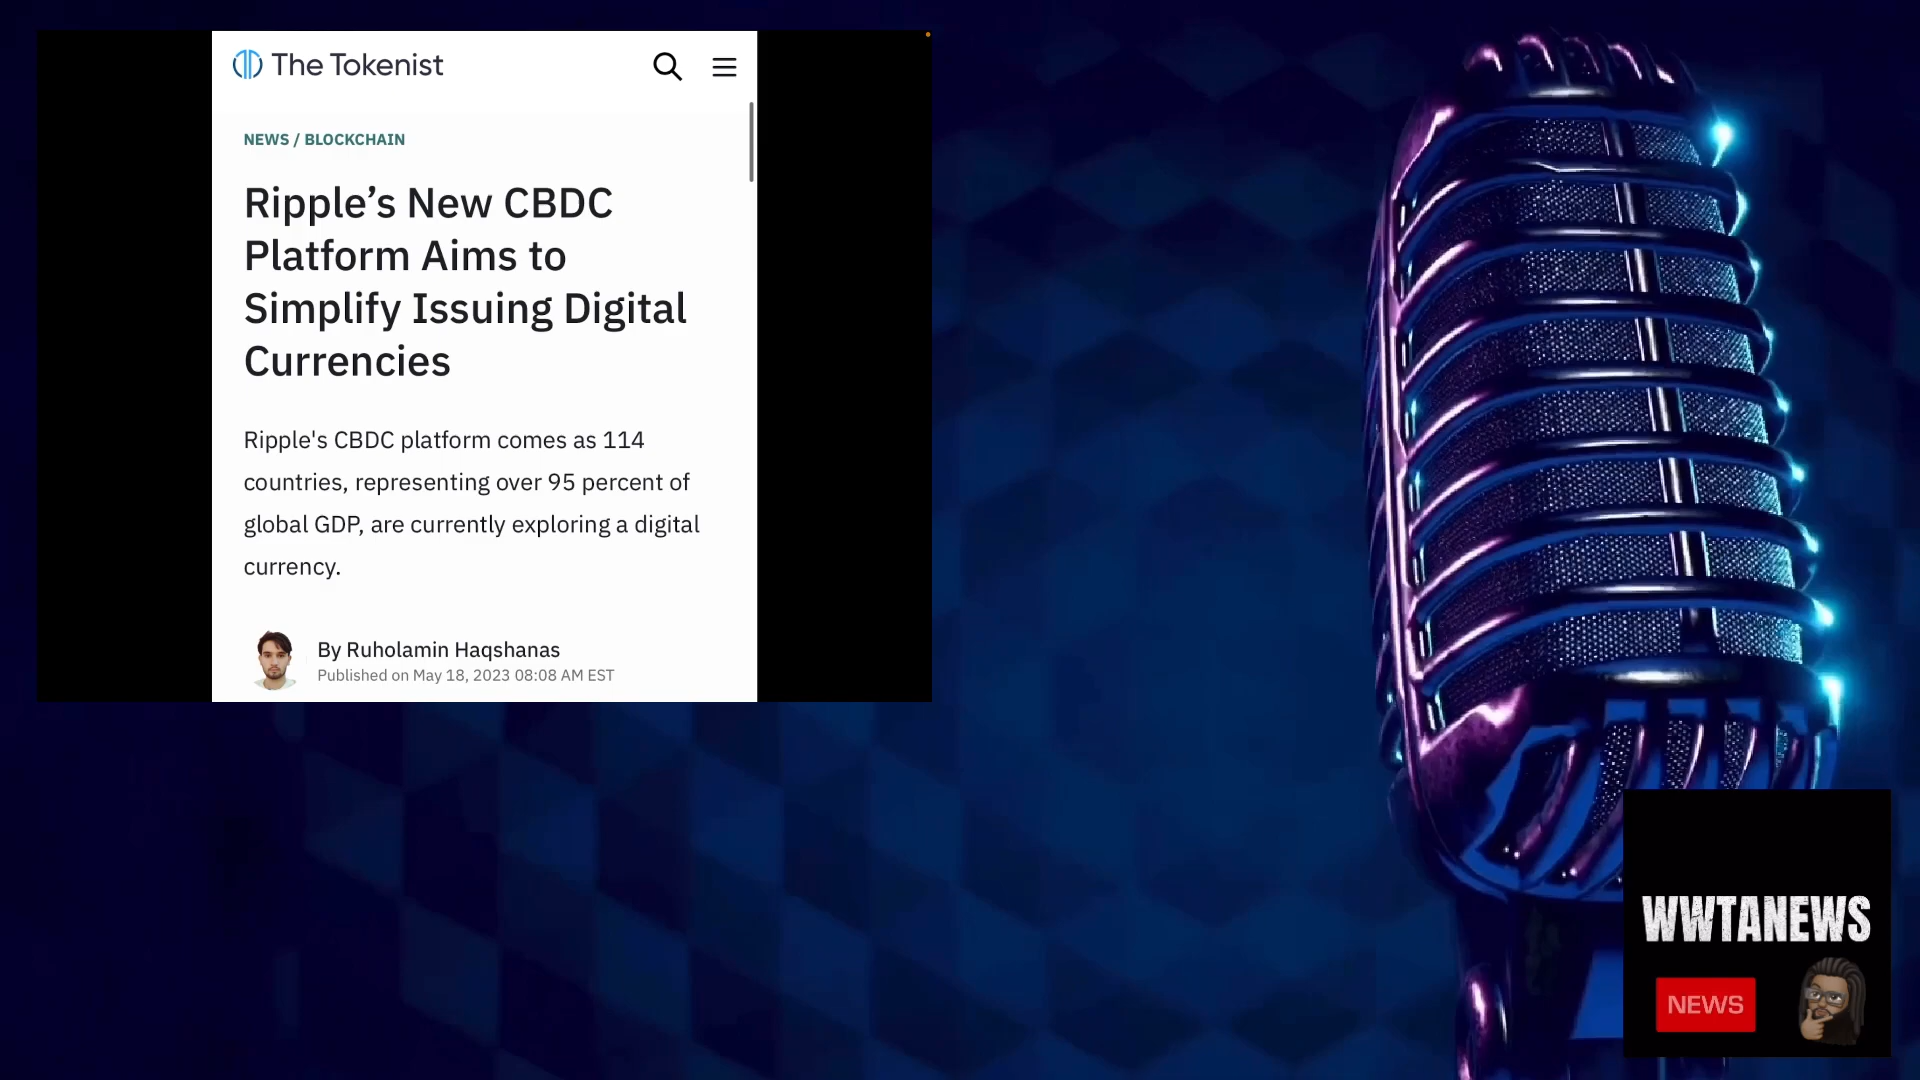 The Tokenist
NEWS / BLOCKCHAIN
Ripple’s New CBDC
Platform Aims to
Simplify Issuing Digital
Currencies
Ripple's CBDC platform comes as 114
countries, representing over 95 percent of
global GDP, are currently exploring a digital
currency.
By Ruholamin Haqshanas
Published on May 18, 2023 08:08 AM EST
WWTANEWS
NEWS